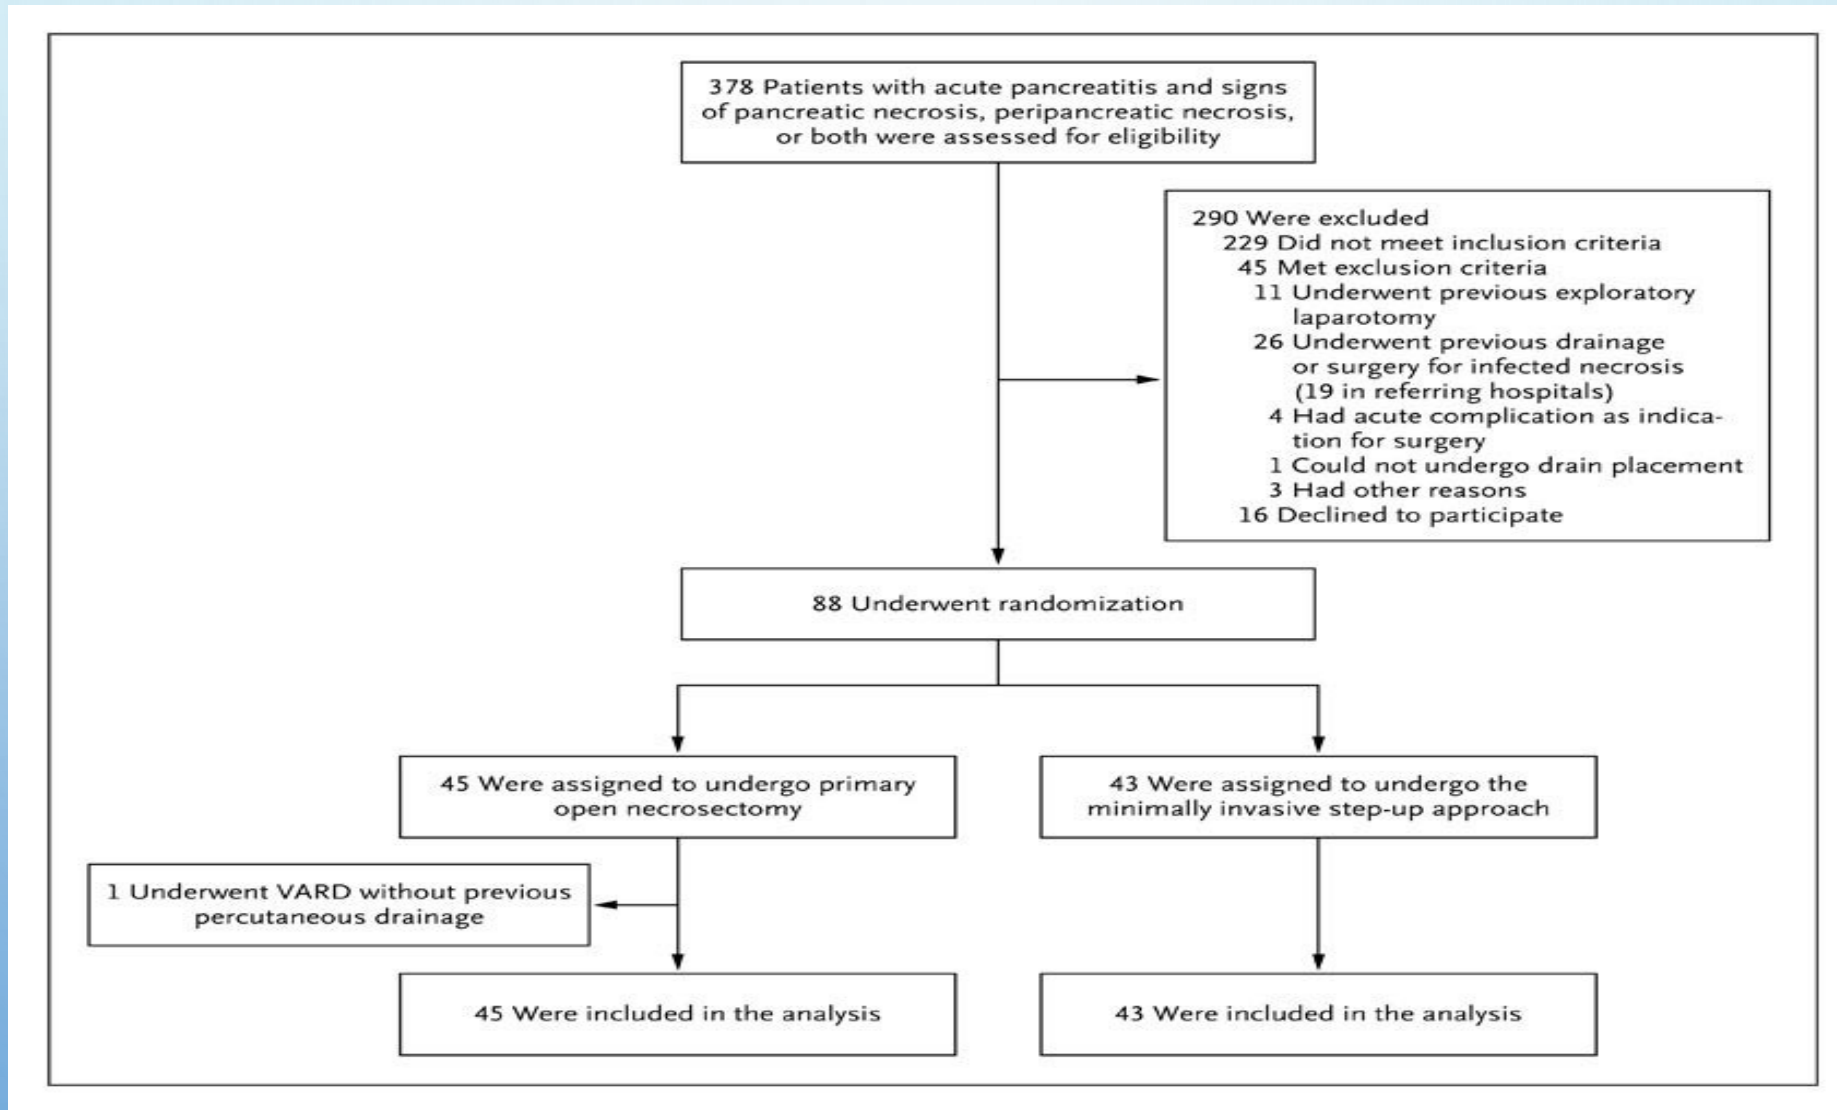 378 Patients with acute pancreatitis and signs
of pancreatic necrosis, peripancreatic necrosis,
or both were assessed for eligibility
290 Were excluded
229 Did not meet inclusion criteria
45 Met exclusion criteria
11 Underwent previous exploratory
laparotomy
26 Underwent previous drainage
or surgery for infected necrosis
(19 in referring hospitals)
4 Had acute complication as indica-
tion for surgery
1 Could not undergo drain placement
3 Had other reasons
16 Declined to participate
88 Underwent randomization
45 Were assigned to undergo primary
open necrosectomy
43 Were assigned to undergo the
minimally invasive step-up approach
1 Underwent VARD without previous
percutaneous drainage
45 Were included in the analysis
43 Were included in the analysis